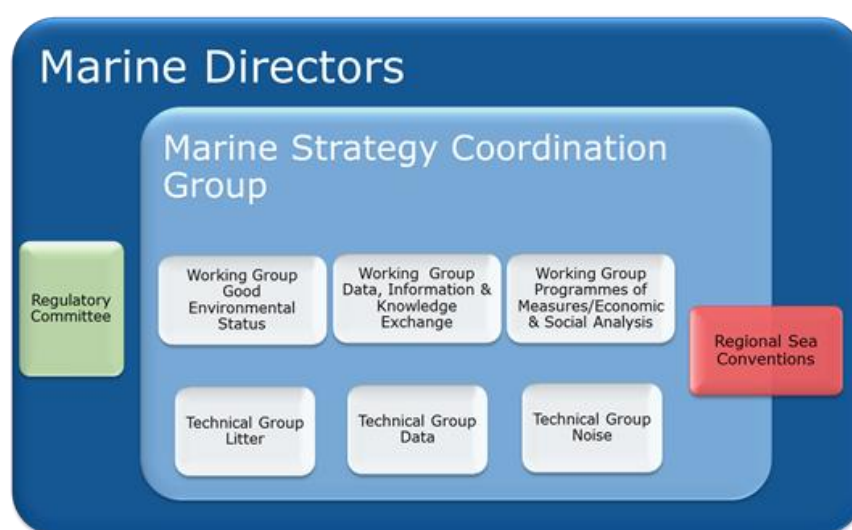 Marine Directors
Marine Strategy Coordination
Group
Regulatory
Committee
Working Group
Good
Environmental
Status
Working Group
Data, Information &
Knowledge
Exchange
Working Group
Programmes of
Measures/Economic
& Social Analysis
Regional Sea
Conventions
Technical Group
Litter
Technical Group
Data
Technical Group
Noise